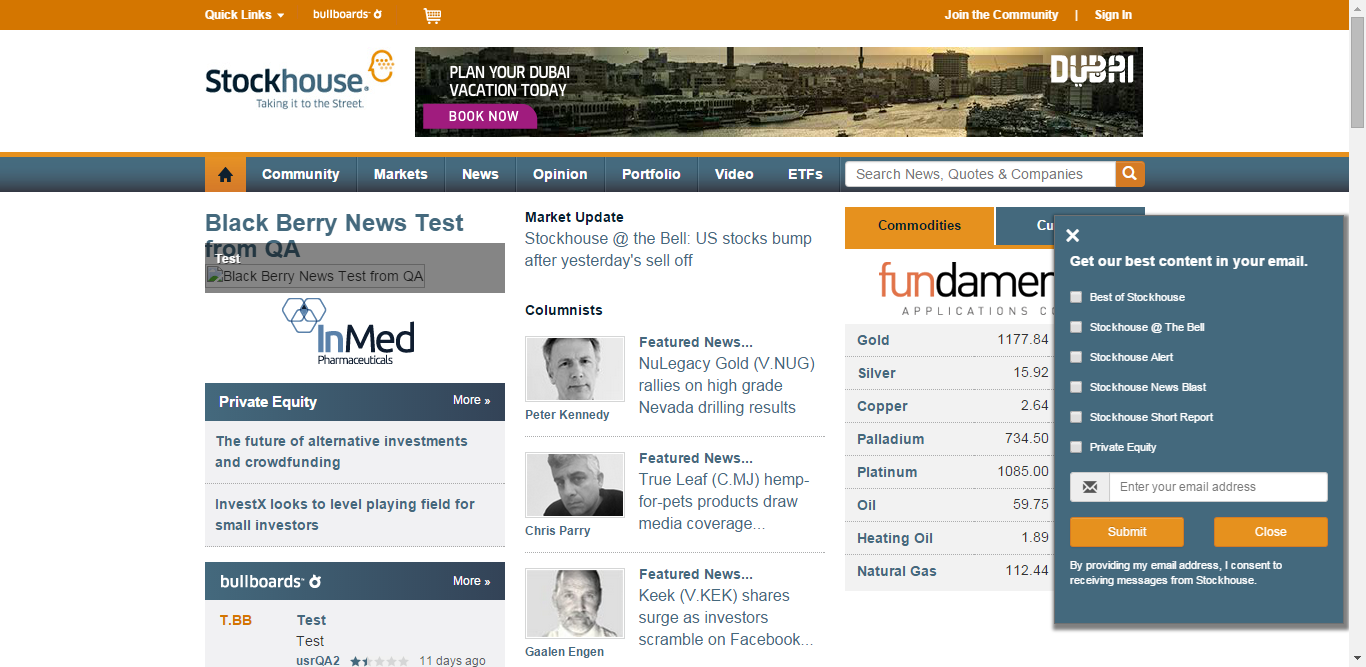 Quick Links
bullboards
Join the Community | Sign In
Stockhouse.
Taking it to the Street.
PLAN YOUR DUBAI
VACATION TODAY
BOOK NOW
DUBAI
Community
Markets
News
Opinion
Portfolio
Video
ETFs
Search News, Quotes & Companies
Black Berry News Test
from QA
Test
Black Berry News Test from QA
InMed
Pharmaceuticals
Private Equity
More »
The future of alternative investments
and crowdfunding
InvestX looks to level playing field for
small investors
bullboards
More »
T.BB
Test
Test
usrQA2
11 days ago
Market Update
Stockhouse @ the Bell: US stocks bump
after yesterday's sell off
Columnists
Peter Kennedy
Featured News...
NuLegacy Gold (V.NUG)
rallies on high grade
Nevada drilling results
Chris Parry
Featured News...
True Leaf (C.MJ) hemp-
for-pets products draw
media coverage...
Gaalen Engen
Featured News...
Keek (V.KEK) shares
surge as investors
scramble on Facebook...
Commodities
Cu
fundamen
APPLICATIONS CO
Gold 1177.84
Silver 15.92
Copper 2.64
Palladium 734.50
Platinum 1085.00
Oil 59.75
Heating Oil 1.89
Natural Gas 112.44
Get our best content in your email.
Best of Stockhouse
Stockhouse @ The Bell
Stockhouse Alert
Stockhouse News Blast
Stockhouse Short Report
Private Equity
Enter your email address
Submit
Close
By providing my email address, I consent to
receiving messages from Stockhouse.